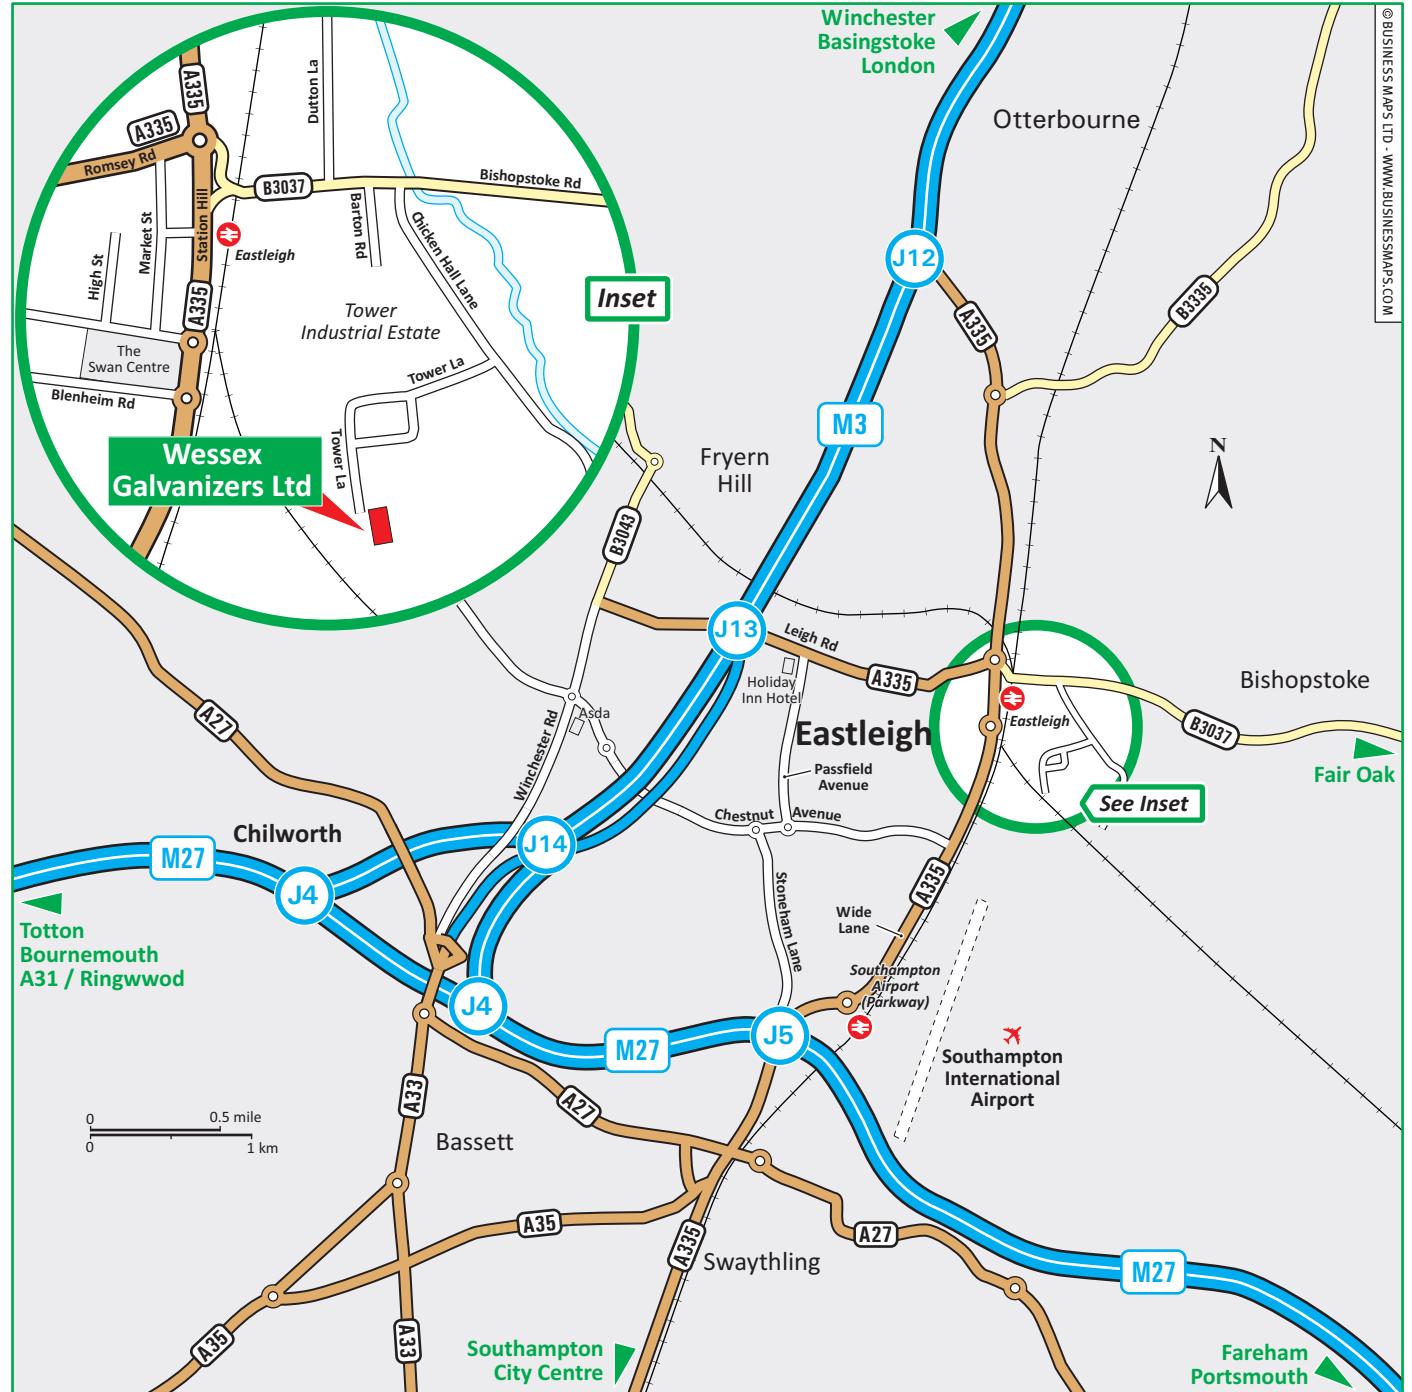 Winchester
Basingstoke
London
© BUSINESS MAPS LTD - WWW.BUSINESSMAPS.COM
Otterbourne
A335
A335
Romsey Rd
Dutton La
B3037
Bishopstoke Rd
Station Hill
Market St
High St
Barton Rd
Chicken Hall Lane
Eastleigh
A335
Tower
Industrial Estate
The
Swan Centre
Blenheim Rd
Tower La
Tower La
Wessex
Galvanizers Ltd
Inset
J12
A335
B3335
M3
N
Fryern
Hill
B3043
J13
Leigh Rd
Holiday
Inn Hotel
A335
Bishopstoke
Eastleigh
B3037
Fair Oak
Eastleigh
See Inset
A27
Asda
Winchester Rd
Passfield
Avenue
Chestnut
Avenue
Chilworth
M27
J14
J4
Totton
Bournemouth
A31 / Ringwwod
A335
Stoneham Lane
Wide
Lane
Southampton
Airport
(Parkway)
J4
M27
J5
Southampton
International
Airport
A33
A27
0
0.5 mile
0
1 km
Bassett
A35
A335
Swaythling
A27
M27
A35
A33
Southampton
City Centre
Fareham
Portsmouth